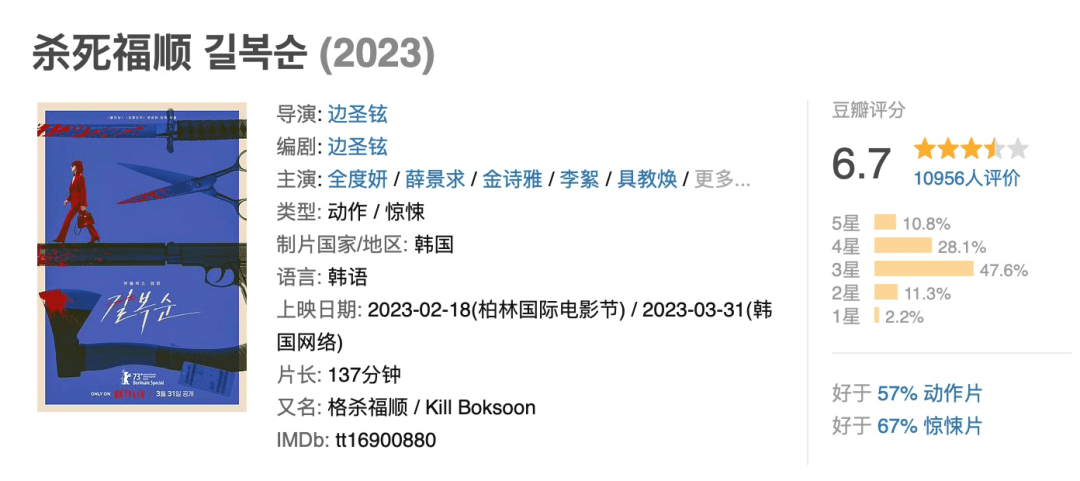 杀死福顺 길복순 (2023)
길복순
73rd
Berlinale Special
ONLY ON NETFLIX 3월 31일 공개
导演: 边圣铉
编剧: 边圣铉
主演: 全度妍 / 薛景求 / 金诗雅 / 李絮 / 具教焕 / 更多...
类型: 动作 / 惊悚
制片国家/地区: 韩国
语言: 韩语
上映日期: 2023-02-18(柏林国际电影节) / 2023-03-31(韩
国网络)
片长: 137分钟
又名: 格杀福顺 / Kill Boksoon
IMDb: tt16900880
豆瓣评分
6.7
10956人评价
5星 10.8%
4星 28.1%
3星 47.6%
2星 11.3%
1星 2.2%
好于 57% 动作片
好于 67% 惊悚片